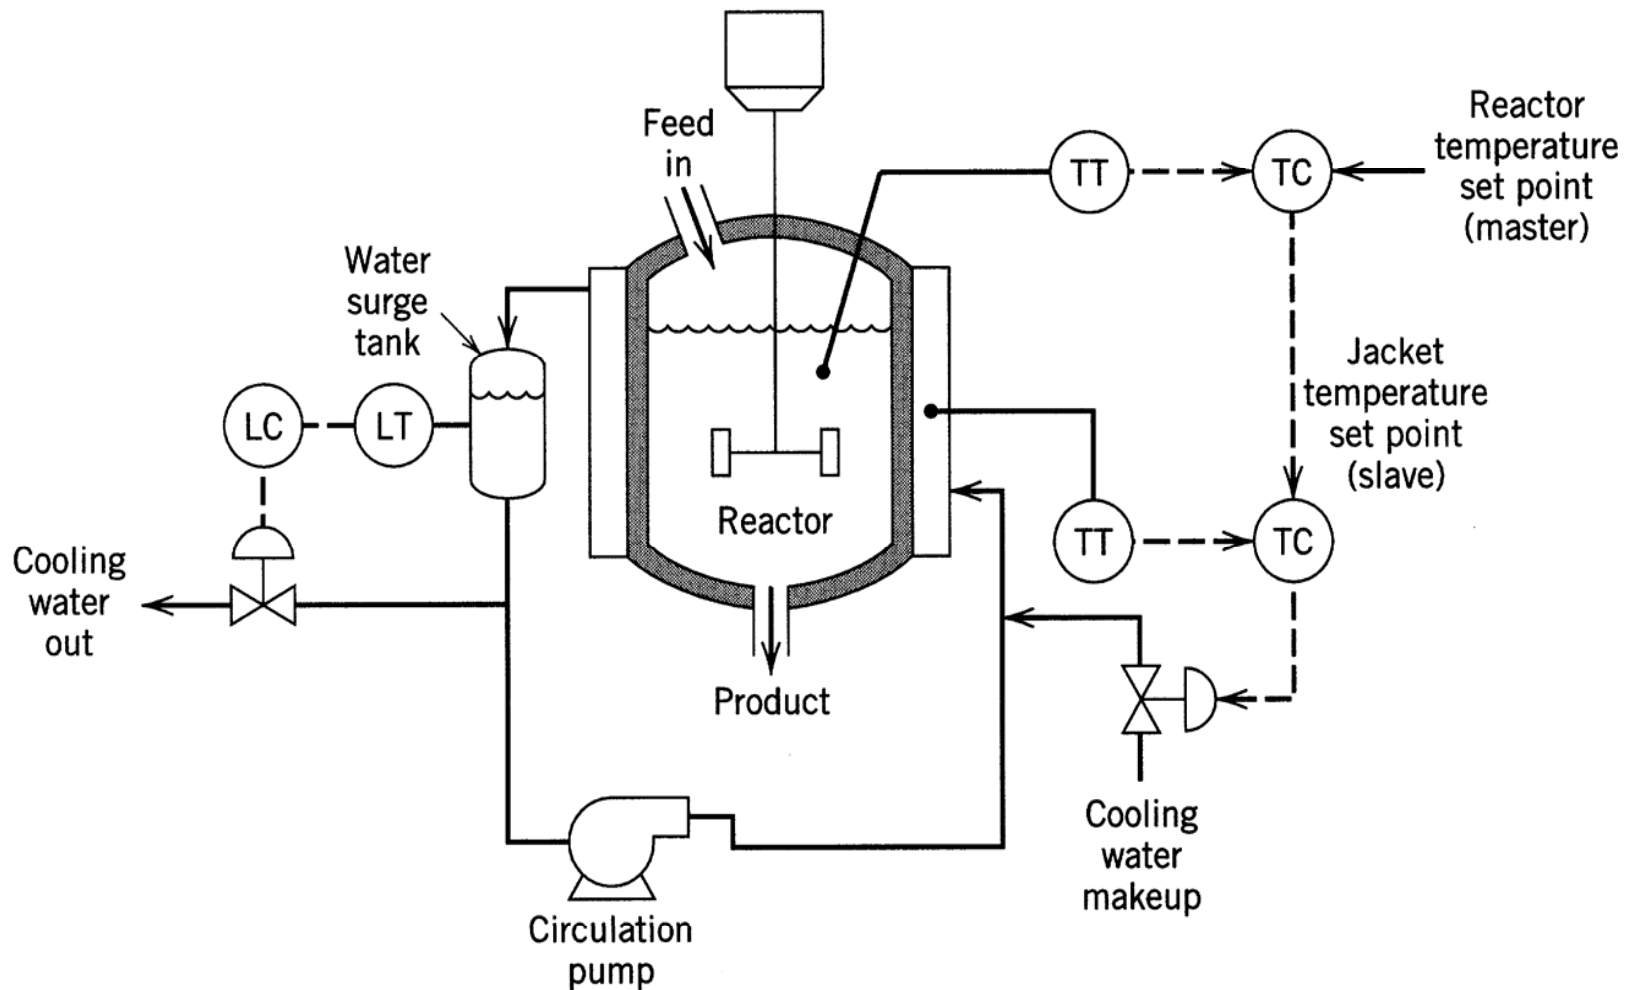 Feed
in
TT
TC
Reactor
temperature
set point
(master)
Water
surge
tank
Jacket
temperature
set point
(slave)
LC
LT
Reactor
TT
TC
Cooling
water
out
Product
Cooling
water
makeup
Circulation
pump